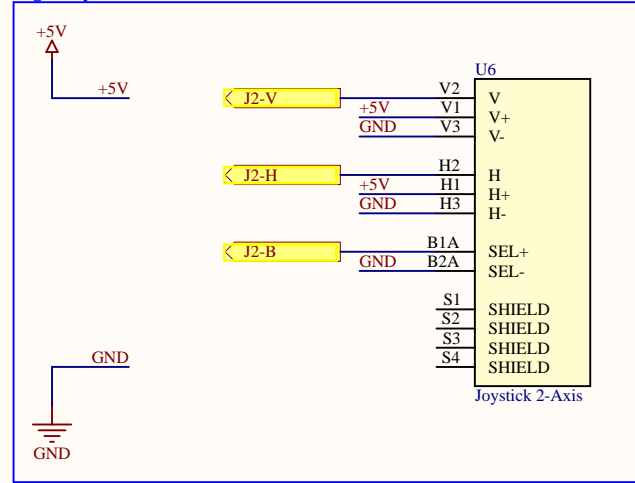 +5V
+5V
U6
J2-V V2 V
+5V V1 V+
GND V3 V-
J2-H H2 H
+5V H1 H+
GND H3 H-
J2-B B1A SEL+
GND B2A SEL-
S1 SHIELD
S2 SHIELD
S3 SHIELD
S4 SHIELD
GND
Joystick 2-Axis
GND